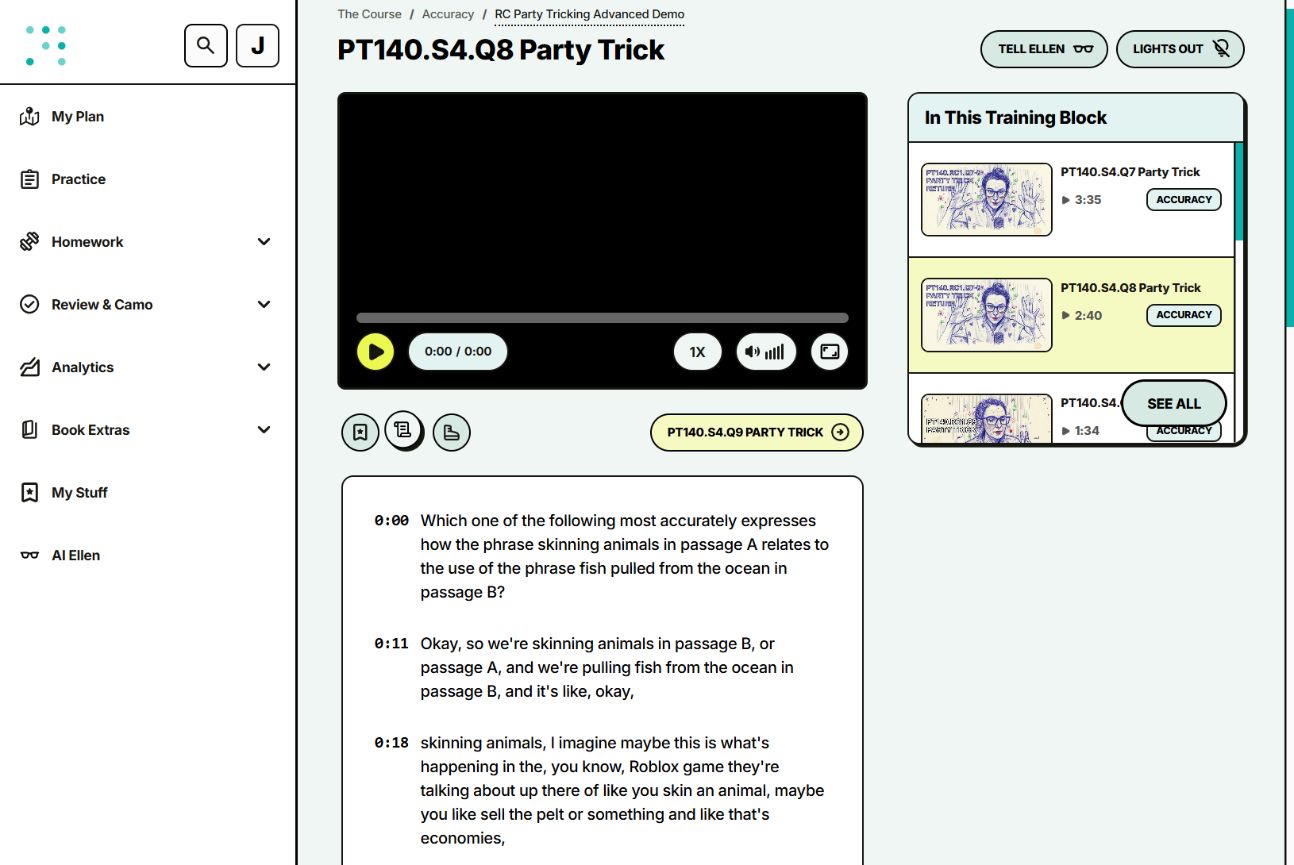 The Course / Accuracy / RC Party Tricking Advanced Demo
PT140.S4.Q8 Party Trick
TELL ELLEN
LIGHTS OUT
J
My Plan
Practice
Homework
Review & Camo
Analytics
Book Extras
My Stuff
AI Ellen
0:00 / 0:00
1X
PT140.S4.Q9 PARTY TRICK
0:00 Which one of the following most accurately expresses
how the phrase skinning animals in passage A relates to
the use of the phrase fish pulled from the ocean in
passage B?
0:11 Okay, so we're skinning animals in passage B, or
passage A, and we're pulling fish from the ocean in
passage B, and it's like, okay,
0:18 skinning animals, I imagine maybe this is what's
happening in the, you know, Roblox game they're
talking about up there of like you skin an animal, maybe
you like sell the pelt or something and like that's
economies,
In This Training Block
PT140.S4.Q7 Party Trick
3:35
ACCURACY
PT140.S4.Q8 Party Trick
2:40
ACCURACY
PT140.S4.
SEE ALL
1:34
ACCURACY